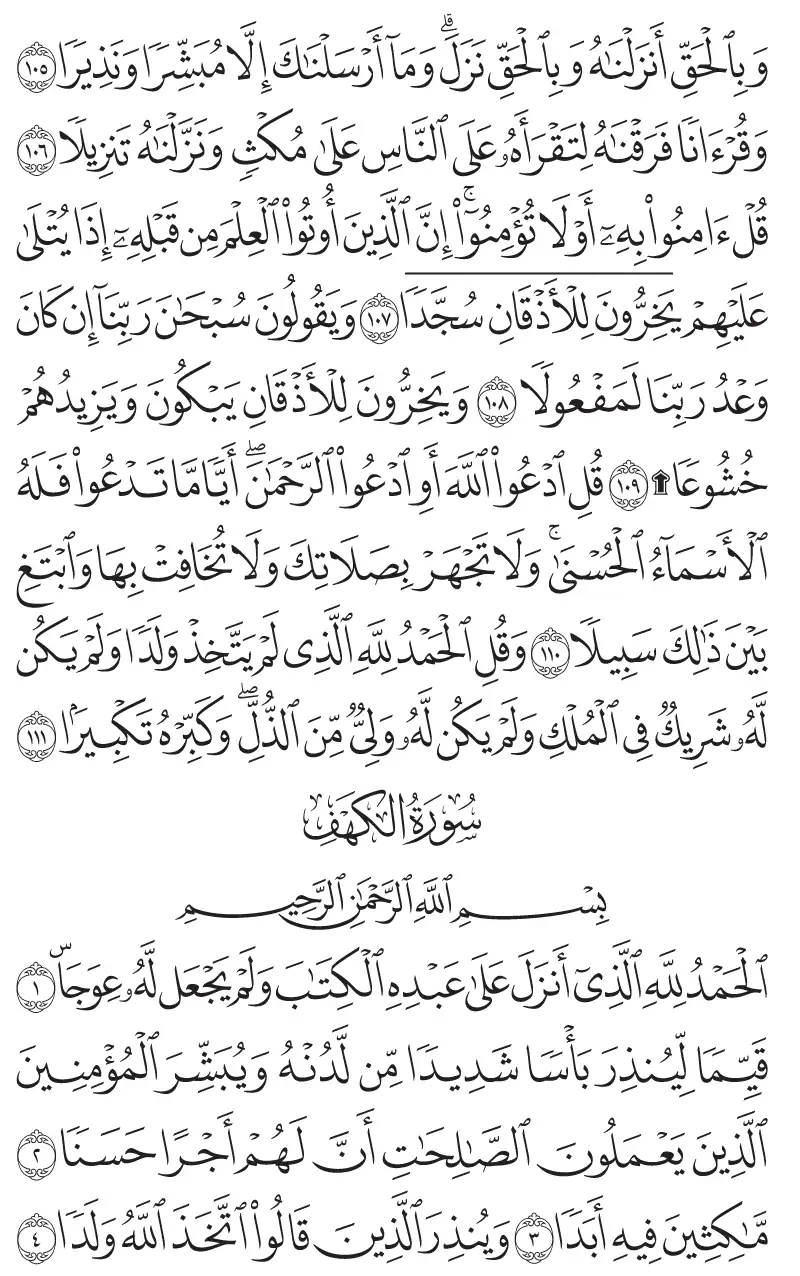 وَبِٱلْحَقِّ أَنزَلْنَٰهُ وَبِٱلْحَقِّ نَزَلَ ۗ وَمَآ أَرْسَلْنَٰكَ إِلَّا مُبَشِّرًا وَنَذِيرًا ١٠٥
وَقُرْءَانًا فَرَقْنَٰهُ لِتَقْرَأَهُۥ عَلَى ٱلنَّاسِ عَلَىٰ مُكْثٍ وَنَزَّلْنَٰهُ تَنزِيلًا ١٠٦
قُلْ ءَامِنُوا۟ بِهِۦٓ أَوْ لَا تُؤْمِنُوٓا۟ ۚ إِنَّ ٱلَّذِينَ أُوتُوا۟ ٱلْعِلْمَ مِن قَبْلِهِۦٓ إِذَا يُتْلَىٰ
عَلَيْهِمْ يَخِرُّونَ لِلْأَذْقَانِ سُجَّدًا ١٠٧ وَيَقُولُونَ سُبْحَٰنَ رَبِّنَآ إِن كَانَ
وَعْدُ رَبِّنَا لَمَفْعُولًا ١٠٨ وَيَخِرُّونَ لِلْأَذْقَانِ يَبْكُونَ وَيَزِيدُهُمْ
خُشُوعًا ۩ ١٠٩ قُلِ ٱدْعُوا۟ ٱللَّهَ أَوِ ٱدْعُوا۟ ٱلرَّحْمَٰنَ ۖ أَيًّا مَّا تَدْعُوا۟ فَلَهُ
ٱلْأَسْمَآءُ ٱلْحُسْنَىٰ ۚ وَلَا تَجْهَرْ بِصَلَاتِكَ وَلَا تُخَافِتْ بِهَا وَٱبْتَغِ
بَيْنَ ذَٰلِكَ سَبِيلًا ١١٠ وَقُلِ ٱلْحَمْدُ لِلَّهِ ٱلَّذِى لَمْ يَتَّخِذْ وَلَدًا وَلَمْ يَكُن
لَّهُۥ شَرِيكٌ فِى ٱلْمُلْكِ وَلَمْ يَكُن لَّهُۥ وَلِىٌّ مِّنَ ٱلذُّلِّ ۖ وَكَبِّرْهُ تَكْبِيرًۢا ١١١
سُورَةُ الكَهْفِ
بِسْمِ ٱللَّهِ ٱلرَّحْمَٰنِ ٱلرَّحِيمِ
ٱلْحَمْدُ لِلَّهِ ٱلَّذِىٓ أَنزَلَ عَلَىٰ عَبْدِهِ ٱلْكِتَٰبَ وَلَمْ يَجْعَل لَّهُۥ عِوَجَاۜ ١
قَيِّمًا لِّيُنذِرَ بَأْسًا شَدِيدًا مِّن لَّدُنْهُ وَيُبَشِّرَ ٱلْمُؤْمِنِينَ
ٱلَّذِينَ يَعْمَلُونَ ٱلصَّٰلِحَٰتِ أَنَّ لَهُمْ أَجْرًا حَسَنًا ٢
مَّٰكِثِينَ فِيهِ أَبَدًا ٣ وَيُنذِرَ ٱلَّذِينَ قَالُوا۟ ٱتَّخَذَ ٱللَّهُ وَلَدًا ٤